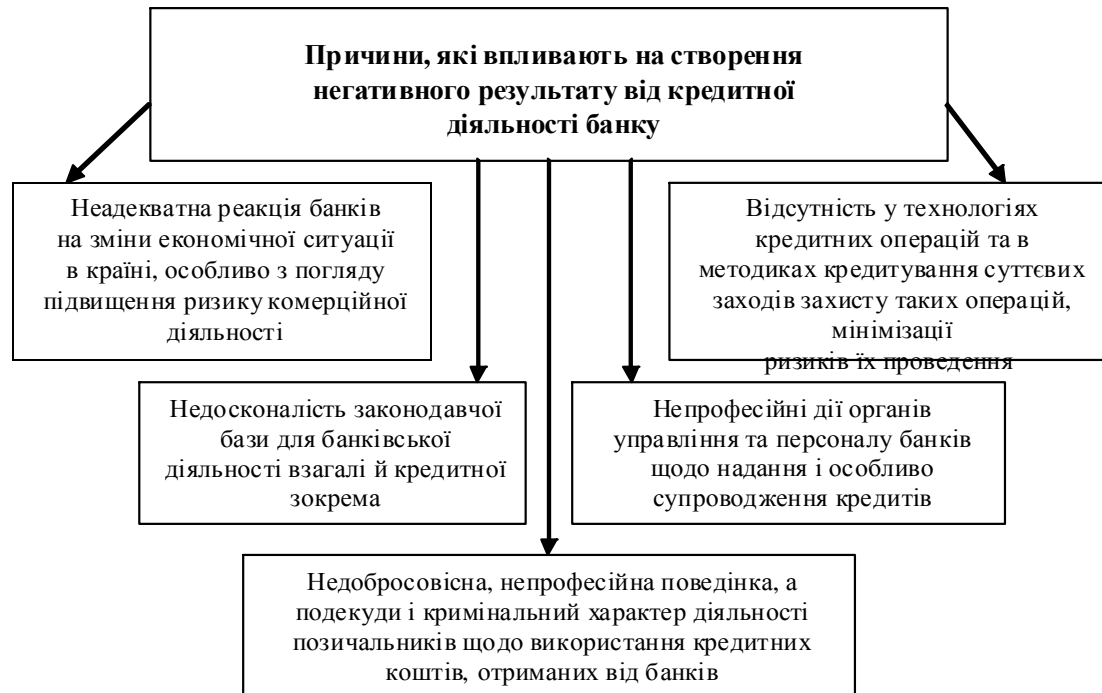 Причини, які впливають на створення
негативного результату від кредитної
діяльності банку
Неадекватна реакція банків
на зміни економічної ситуації
в країні, особливо з погляду
підвищення ризику комерційної
діяльності
Відсутність у технологіях
кредитних операцій та в
методиках кредитування суттєвих
заходів захисту таких операцій,
мінімізації
ризиків їх проведення
Недосконалість законодавчої
бази для банківської
діяльності взагалі й кредитної
зокрема
Непрофесійні дії органів
управління та персоналу банків
щодо надання і особливо
супроводження кредитів
Недобросовісна, непрофесійна поведінка, а
подекуди і кримінальний характер діяльності
позичальників щодо використання кредитних
коштів, отриманих від банків